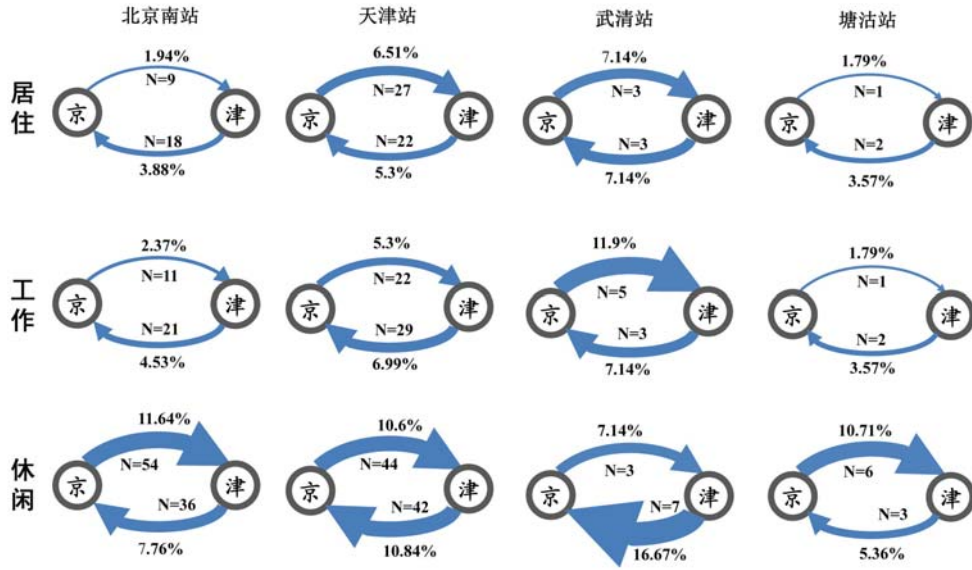 北京南站 天津站 武清站 塘沽站
居住
1.94% 6.51% 7.14% 1.79%
N=9 N=27 N=3 N=1
京 津 京 津 京 津 京 津
N=18 N=22 N=3 N=2
3.88% 5.3% 7.14% 3.57%
工作
2.37% 5.3% 11.9% 1.79%
N=11 N=22 N=5 N=1
京 津 京 津 京 津 京 津
N=21 N=29 N=3 N=2
4.53% 6.99% 7.14% 3.57%
休闲
11.64% 10.6% 7.14% 10.71%
N=54 N=44 N=3 N=6
京 津 京 津 京 津 京 津
N=36 N=42 N=7 N=3
7.76% 10.84% 16.67% 5.36%